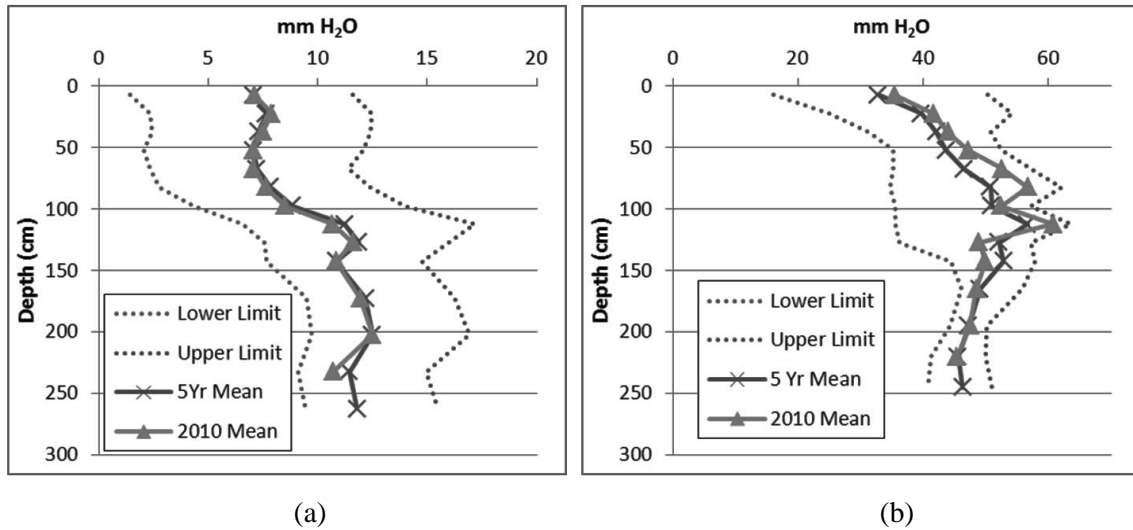 mm H₂O
0 5 10 15 20
0
50
100
150
200
250
300
Depth (cm)
Lower Limit
Upper Limit
5Yr Mean
2010 Mean
(a)
mm H₂O
0 20 40 60
0
50
100
150
200
250
300
Depth (cm)
Lower Limit
Upper Limit
5 Yr Mean
2010 Mean
(b)